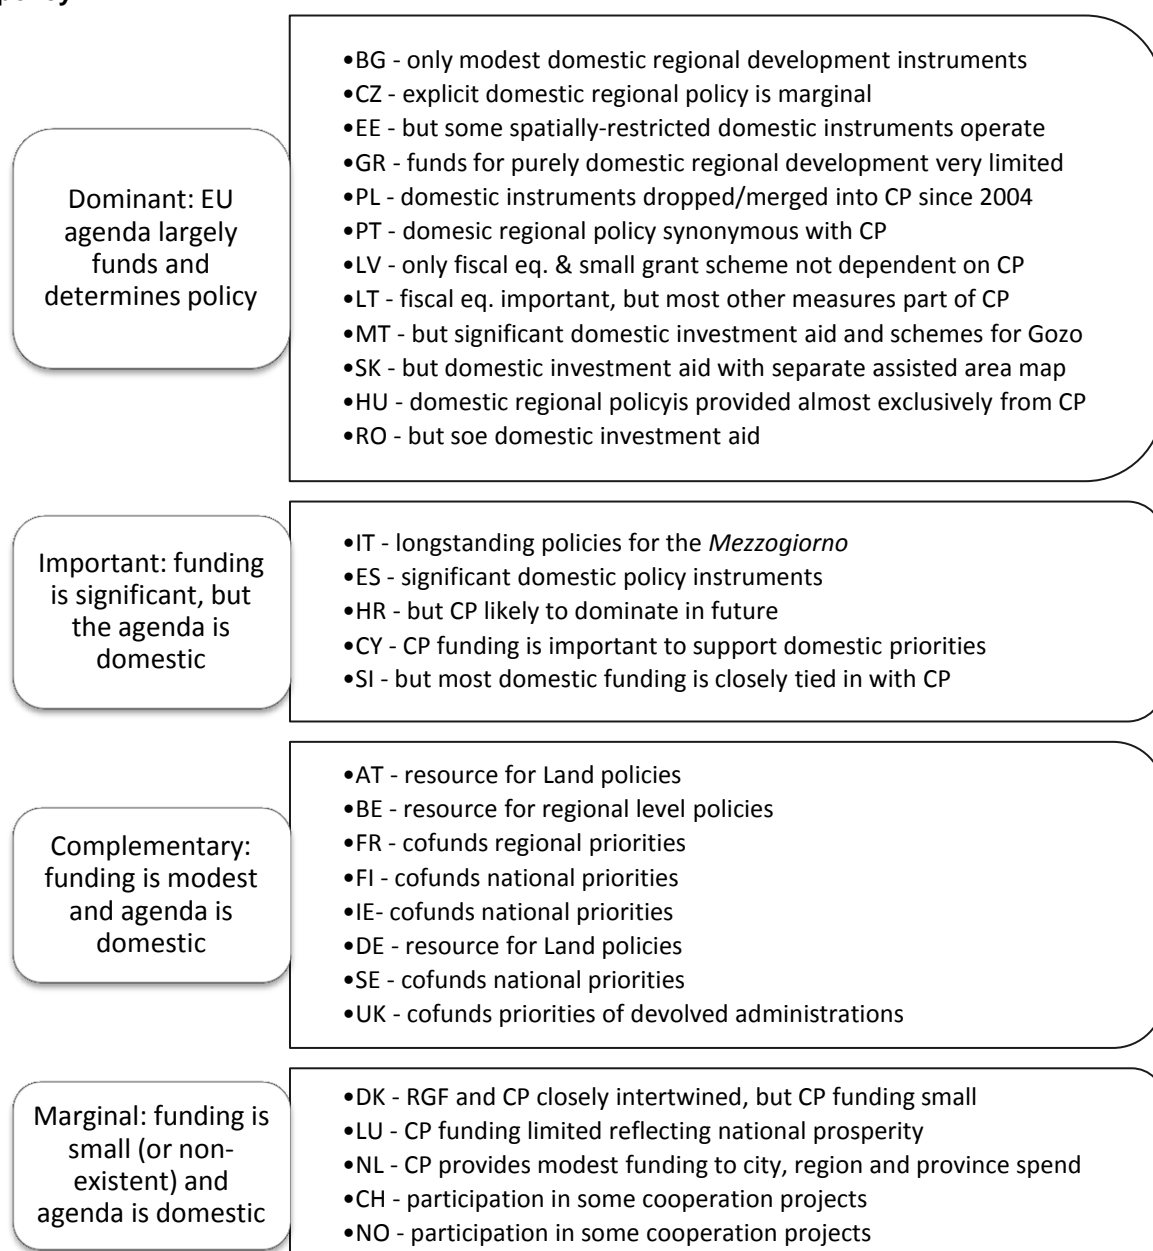 policy
Dominant: EU
agenda largely
funds and
determines policy
•BG - only modest domestic regional development instruments
•CZ - explicit domestic regional policy is marginal
•EE - but some spatially-restricted domestic instruments operate
•GR - funds for purely domestic regional development very limited
•PL - domestic instruments dropped/merged into CP since 2004
•PT - domesic regional policy synonymous with CP
•LV - only fiscal eq. & small grant scheme not dependent on CP
•LT - fiscal eq. important, but most other measures part of CP
•MT - but significant domestic investment aid and schemes for Gozo
•SK - but domestic investment aid with separate assisted area map
•HU - domestic regional policyis provided almost exclusively from CP
•RO - but soe domestic investment aid
Important: funding
is significant, but
the agenda is
domestic
•IT - longstanding policies for the Mezzogiorno
•ES - significant domestic policy instruments
•HR - but CP likely to dominate in future
•CY - CP funding is important to support domestic priorities
•SI - but most domestic funding is closely tied in with CP
Complementary:
funding is modest
and agenda is
domestic
•AT - resource for Land policies
•BE - resource for regional level policies
•FR - cofunds regional priorities
•FI - cofunds national priorities
•IE- cofunds national priorities
•DE - resource for Land policies
•SE - cofunds national priorities
•UK - cofunds priorities of devolved administrations
Marginal: funding is
small (or non-
existent) and
agenda is domestic
•DK - RGF and CP closely intertwined, but CP funding small
•LU - CP funding limited reflecting national prosperity
•NL - CP provides modest funding to city, region and province spend
•CH - participation in some cooperation projects
•NO - participation in some cooperation projects